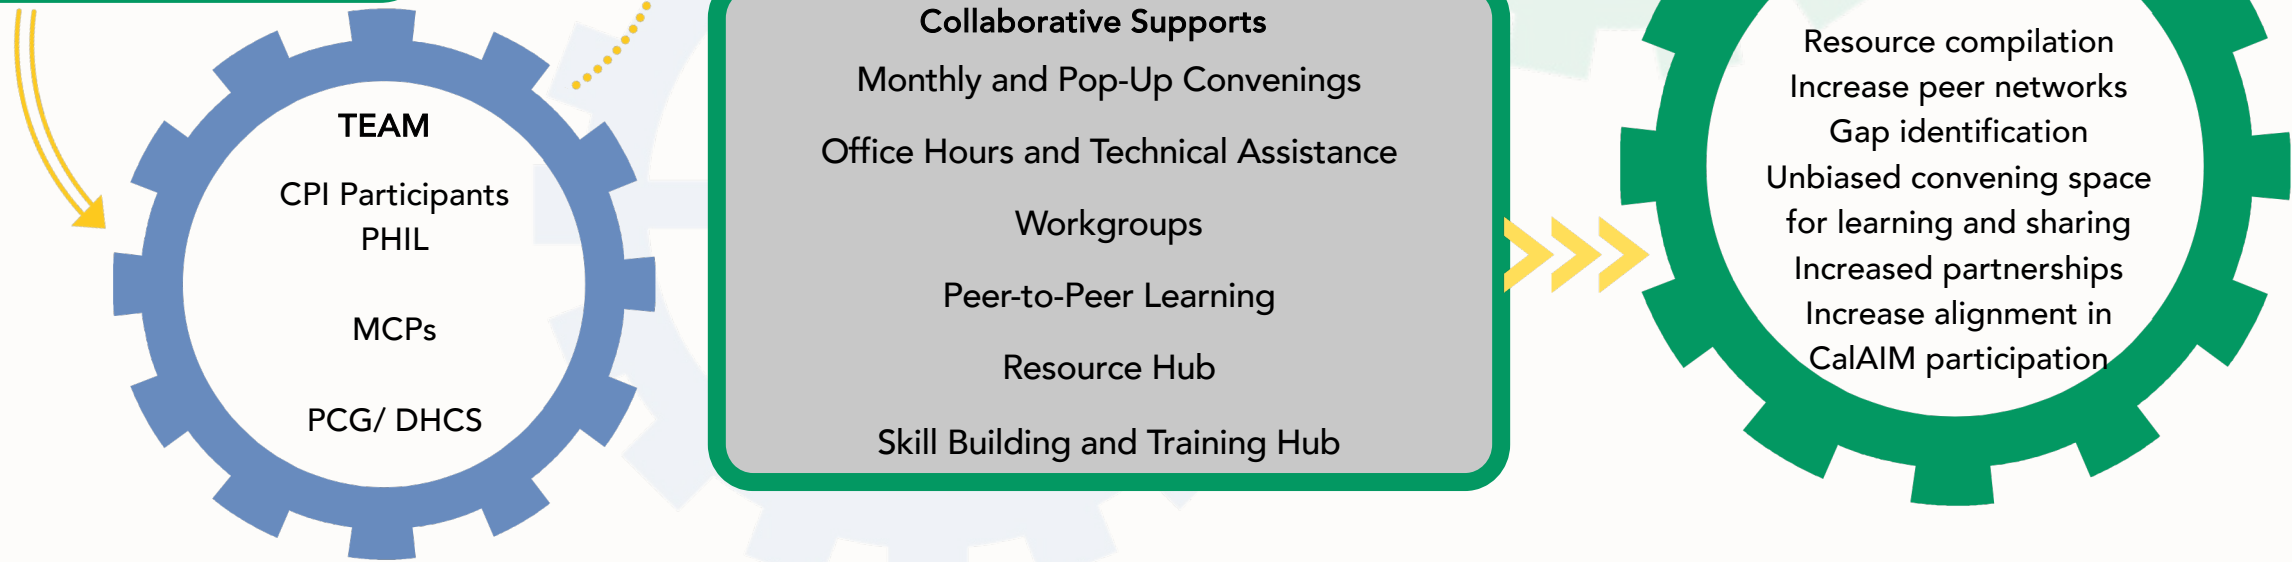 TEAM
CPI Participants
PHIL
MCPs
PCG/ DHCS
Collaborative Supports
Monthly and Pop-Up Convenings
Office Hours and Technical Assistance
Workgroups
Peer-to-Peer Learning
Resource Hub
Skill Building and Training Hub
Resource compilation
Increase peer networks
Gap identification
Unbiased convening space
for learning and sharing
Increased partnerships
Increase alignment in
CalAIM participation